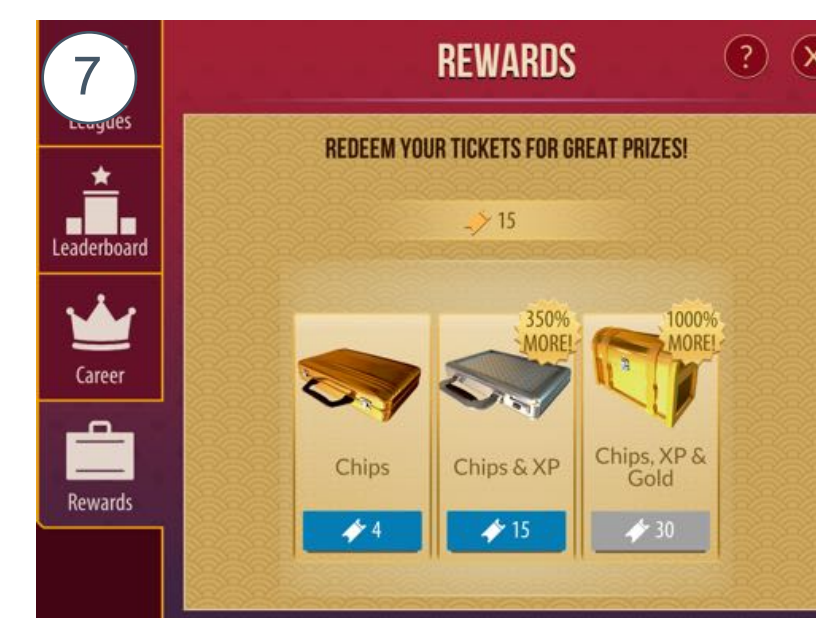 7
Leagues
Leaderboard
Career
Rewards
REWARDS
?
X
REDEEM YOUR TICKETS FOR GREAT PRIZES!
15
Chips
4
350%
MORE!
Chips & XP
15
1000%
MORE!
Chips, XP &
Gold
30